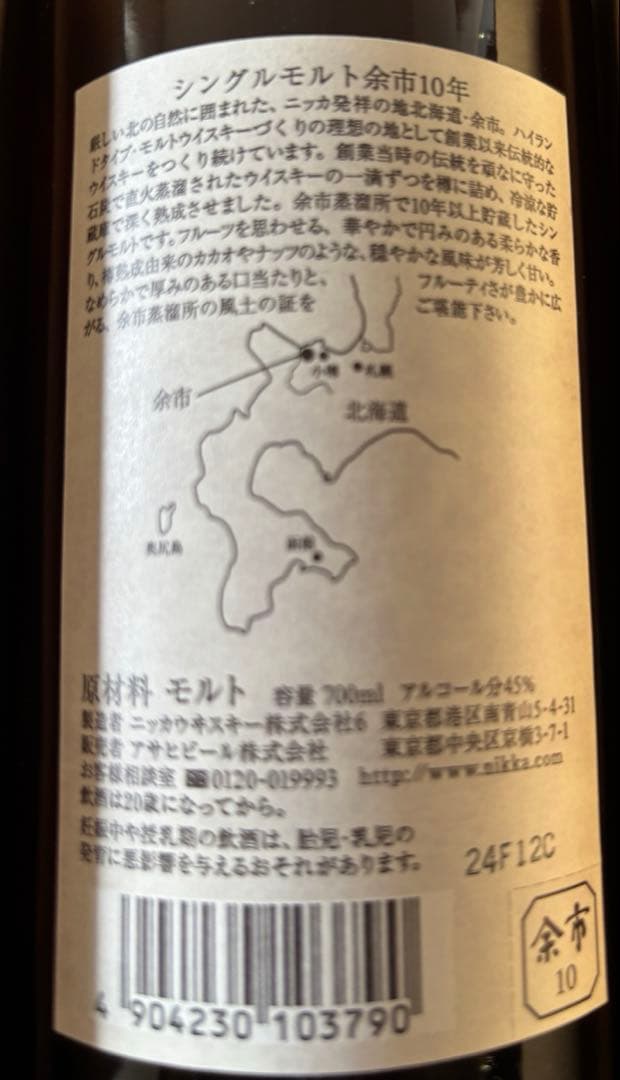 シングルモルト余市10年
厳しい北の自然に囲まれた、ニッカ発祥の地北海道・余市。ハイラン
ドタイプ・モルトウイスキーづくりの理想の地として創業以来伝統的な
ウイスキーをつくり続けています。創業当時の伝統を頑なに守った
石炭で直火蒸溜されたウイスキーの一滴ずつを樽に詰め、冷涼な貯
蔵庫で深く熟成させました。余市蒸溜所で10年以上貯蔵したシン
グルモルトです。フルーツを思わせる、華やかで円みのある柔らかな香
り、樽熟成由来のカカオやナッツのような、穏やかな風味が芳しく甘い。
なめらかで厚みのある口当たりと、フルーティさが豊かに広
がる、余市蒸溜所の風土の証をご堪能下さい。
小樽
札幌
余市
北海道
奥尻島
函館
原材料 モルト 容量 700ml アルコール分45%
製造者 ニッカウヰスキー株式会社6 東京都港区南青山5-4-31
販売者 アサヒビール株式会社 東京都中央区京橋3-7-1
お客様相談室 0120-019993 http://www.nikka.com
飲酒は20歳になってから。
妊娠中や授乳期の飲酒は、胎児・乳児の
発育に悪影響を与えるおそれがあります。
24F12C
4 904230 103790
余市
10